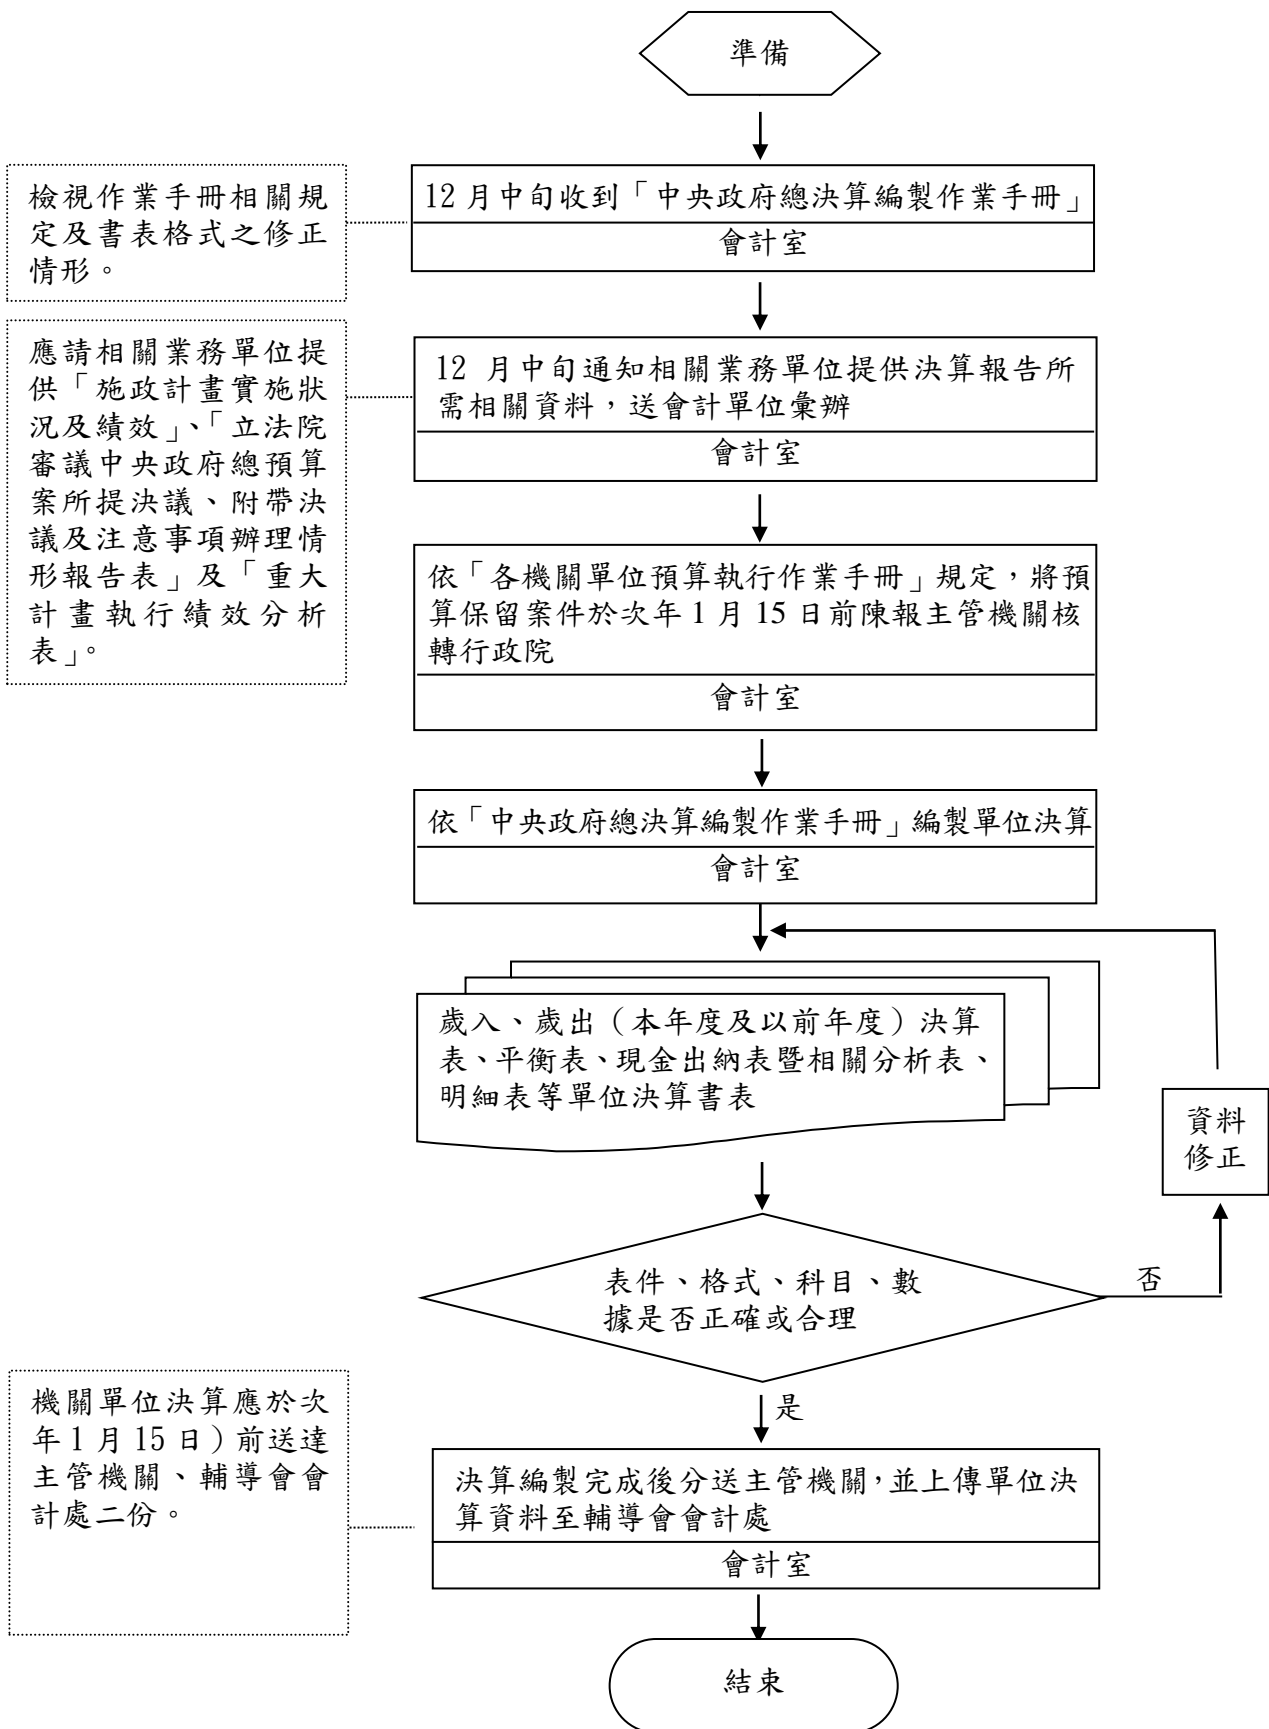 準備
12 月中旬收到「中央政府總決算編製作業手冊」
會計室
檢視作業手冊相關規
定及書表格式之修正
情形。
12 月中旬通知相關業務單位提供決算報告所
需相關資料，送會計單位彙辦
會計室
應請相關業務單位提
供「施政計畫實施狀
況及績效」、「立法院
審議中央政府總預算
案所提決議、附帶決
議及注意事項辦理情
形報告表」及「重大
計畫執行績效分析
表」。
依「各機關單位預算執行作業手冊」規定，將預
算保留案件於次年 1 月 15 日前陳報主管機關核
轉行政院
會計室
依「中央政府總決算編製作業手冊」編製單位決算
會計室
歲入、歲出（本年度及以前年度）決算
表、平衡表、現金出納表暨相關分析表、
明細表等單位決算書表
資料
修正
表件、格式、科目、數
據是否正確或合理
否
是
機關單位決算應於次
年 1 月 15 日）前送達
主管機關、輔導會會
計處二份。
決算編製完成後分送主管機關，並上傳單位決
算資料至輔導會會計處
會計室
結束